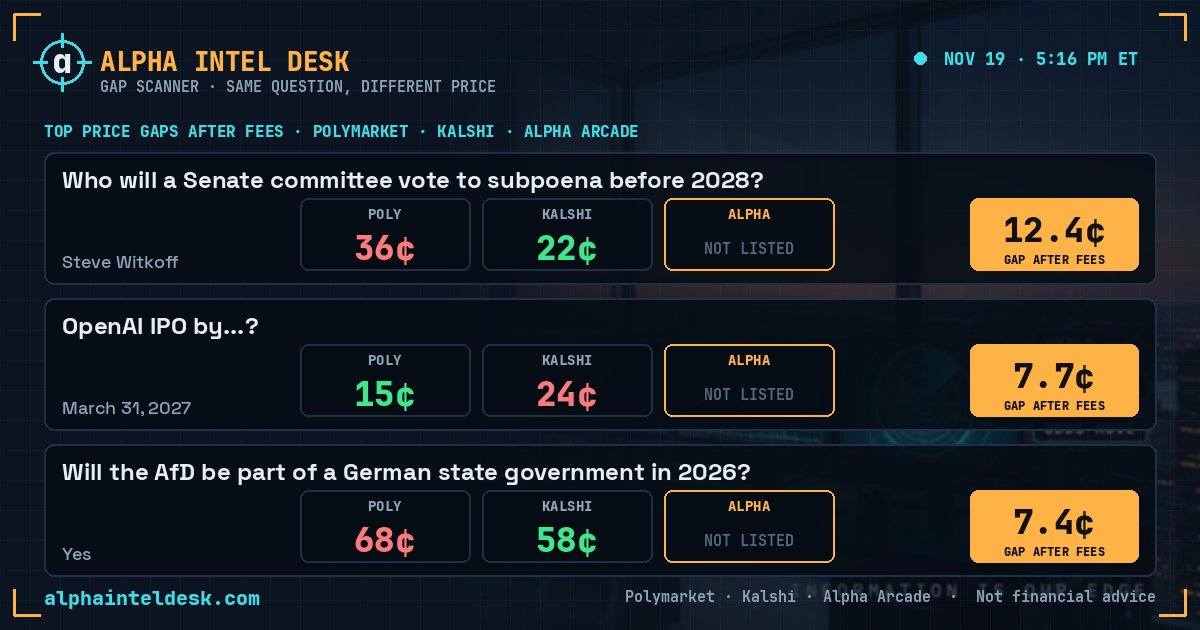 α
ALPHA INTEL DESK
GAP SCANNER · SAME QUESTION, DIFFERENT PRICE
NOV 19 · 5:16 PM ET
TOP PRICE GAPS AFTER FEES · POLYMARKET · KALSHI · ALPHA ARCADE
Who will a Senate committee vote to subpoena before 2028?
Steve Witkoff
POLY
36¢
KALSHI
22¢
ALPHA
NOT LISTED
12.4¢
GAP AFTER FEES
OpenAI IPO by...?
March 31, 2027
POLY
15¢
KALSHI
24¢
ALPHA
NOT LISTED
7.7¢
GAP AFTER FEES
Will the AfD be part of a German state government in 2026?
Yes
POLY
68¢
KALSHI
58¢
ALPHA
NOT LISTED
7.4¢
GAP AFTER FEES
INFORMATION IS OUR EDGE
alphainteldesk.com
Polymarket · Kalshi · Alpha Arcade · Not financial advice